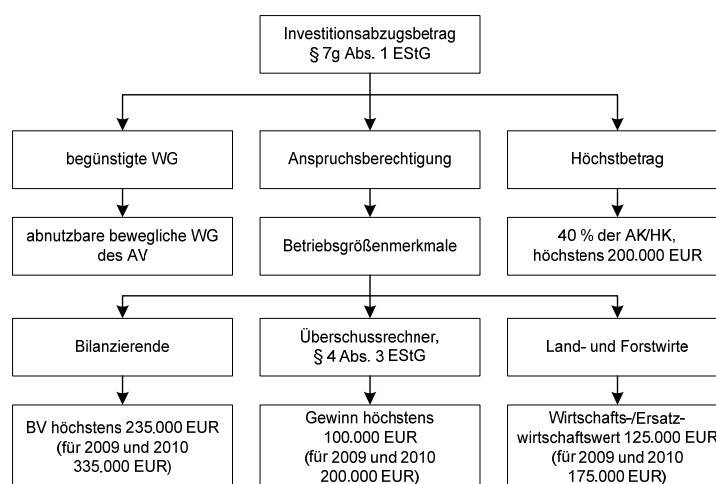 Investitionsabzugsbetrag
§ 7g Abs. 1 EStG
begünstigte WG
Anspruchsberechtigung
Höchstbetrag
abnutzbare bewegliche WG
des AV
Betriebsgrößenmerkmale
40 % der AK/HK,
höchstens 200.000 EUR
Bilanzierende
Überschussrechner,
§ 4 Abs. 3 EStG
Land- und Forstwirte
BV höchstens 235.000 EUR
(für 2009 und 2010
335.000 EUR)
Gewinn höchstens
100.000 EUR
(für 2009 und 2010
200.000 EUR)
Wirtschafts-/Ersatz-
wirtschaftswert 125.000 EUR
(für 2009 und 2010
175.000 EUR)